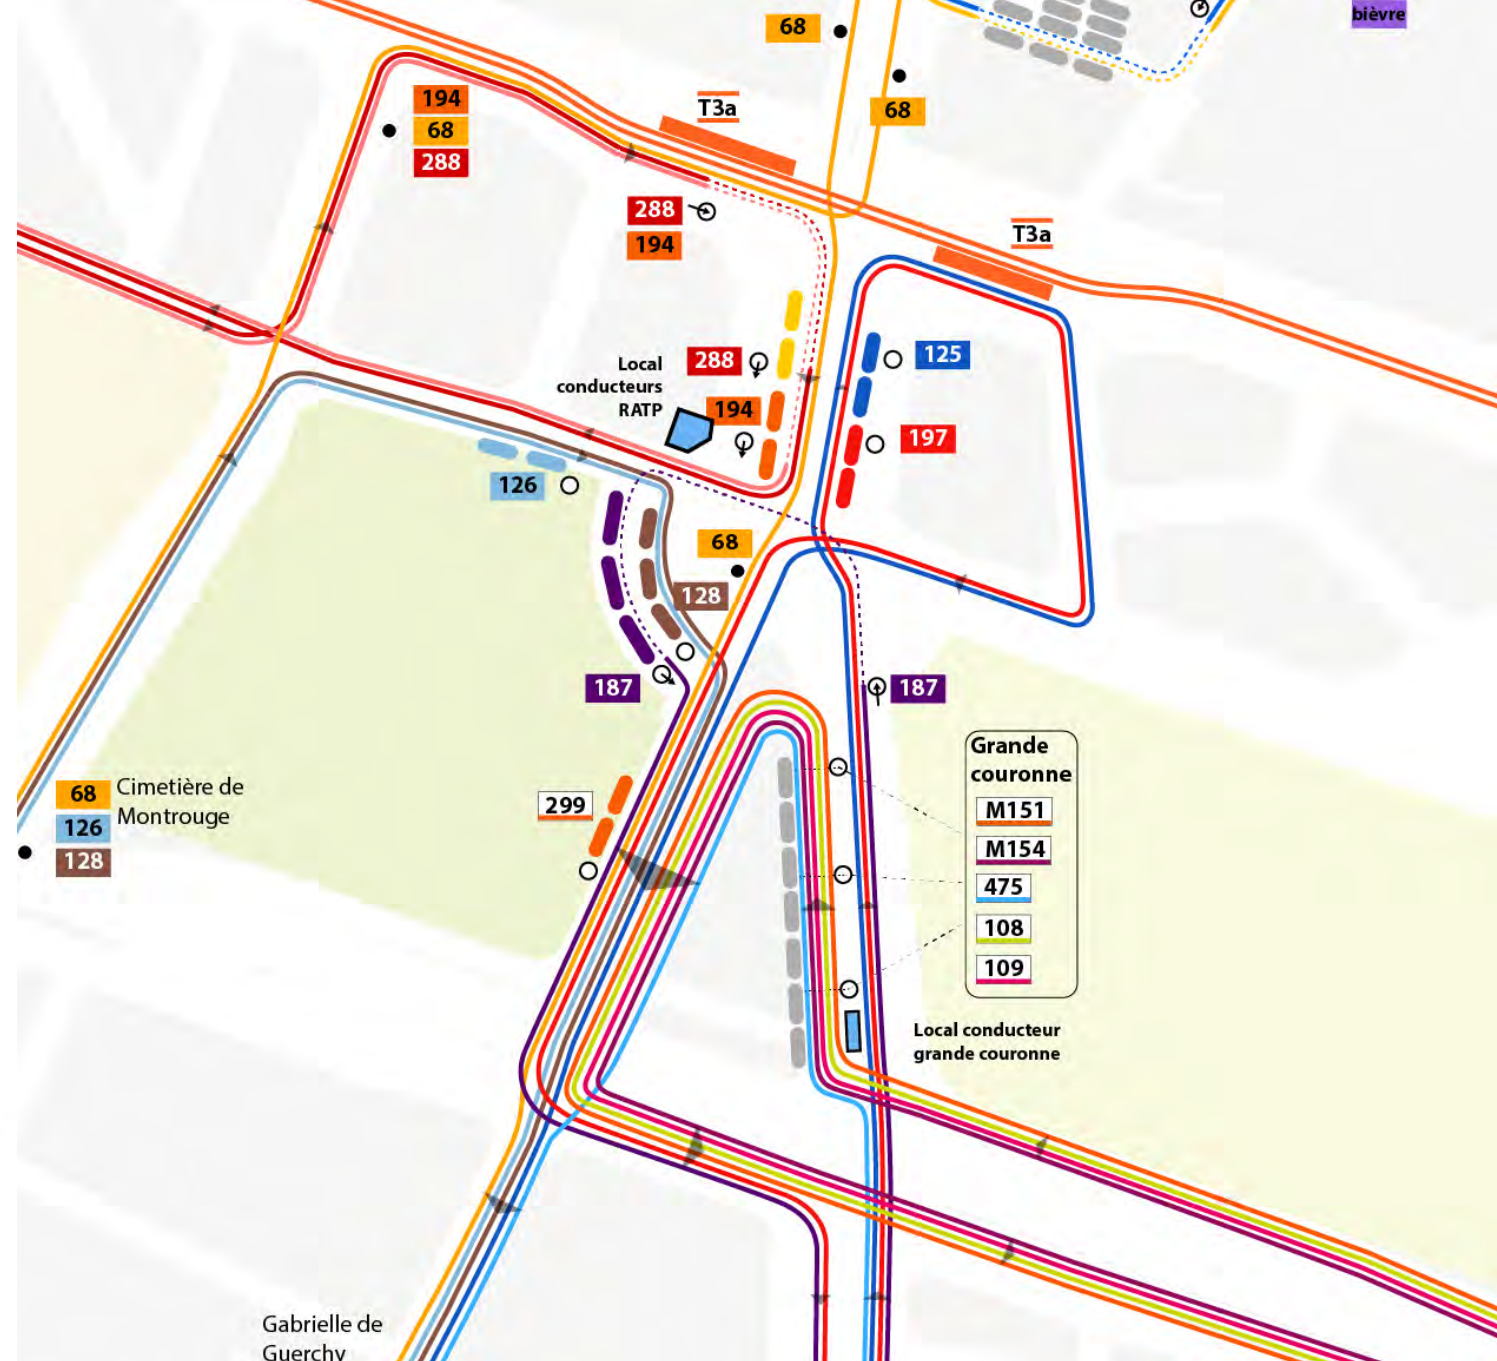 bièvre
68
T3a
68
194
68
288
288
194
T3a
Local
conducteurs
RATP
288
194
125
197
126
68
128
187
187
Grande
couronne
M151
M154
475
108
109
299
68
126
128
Cimetière de
Montrouge
Local conducteur
grande couronne
Gabrielle de
Guerchy